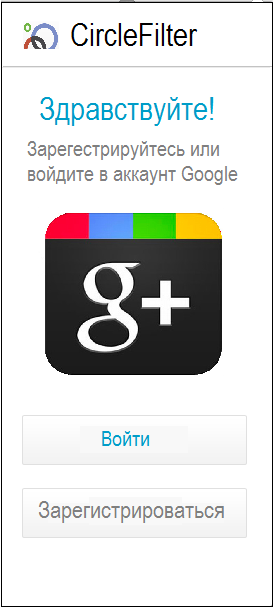 CircleFilter
Здравствуйте!
Зарегестрируйтесь или
войдите в аккаунт Google
g+
Войти
Зарегистрироваться